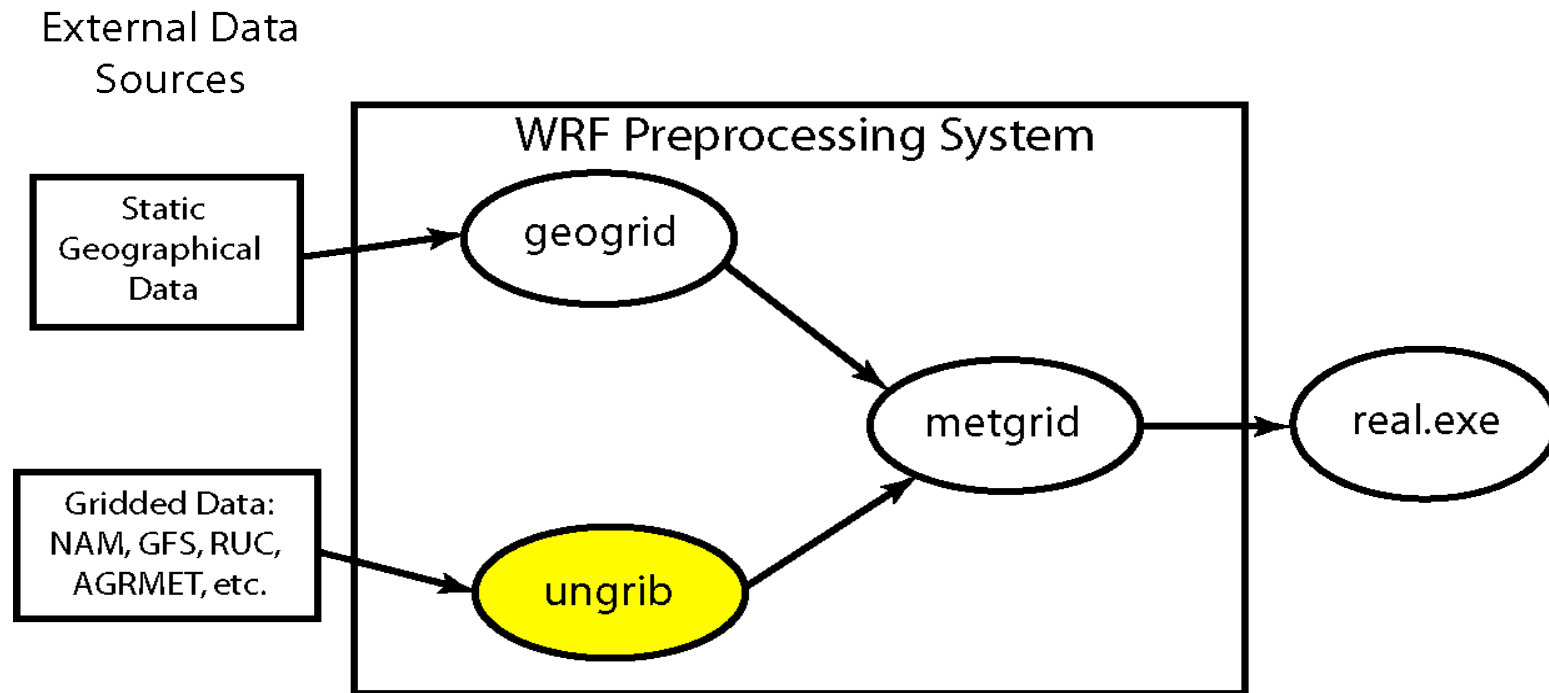 External Data
Sources
WRF Preprocessing System
Static
Geographical
Data
geogrid
metgrid
real.exe
Gridded Data:
NAM, GFS, RUC,
AGRMET, etc.
ungrib